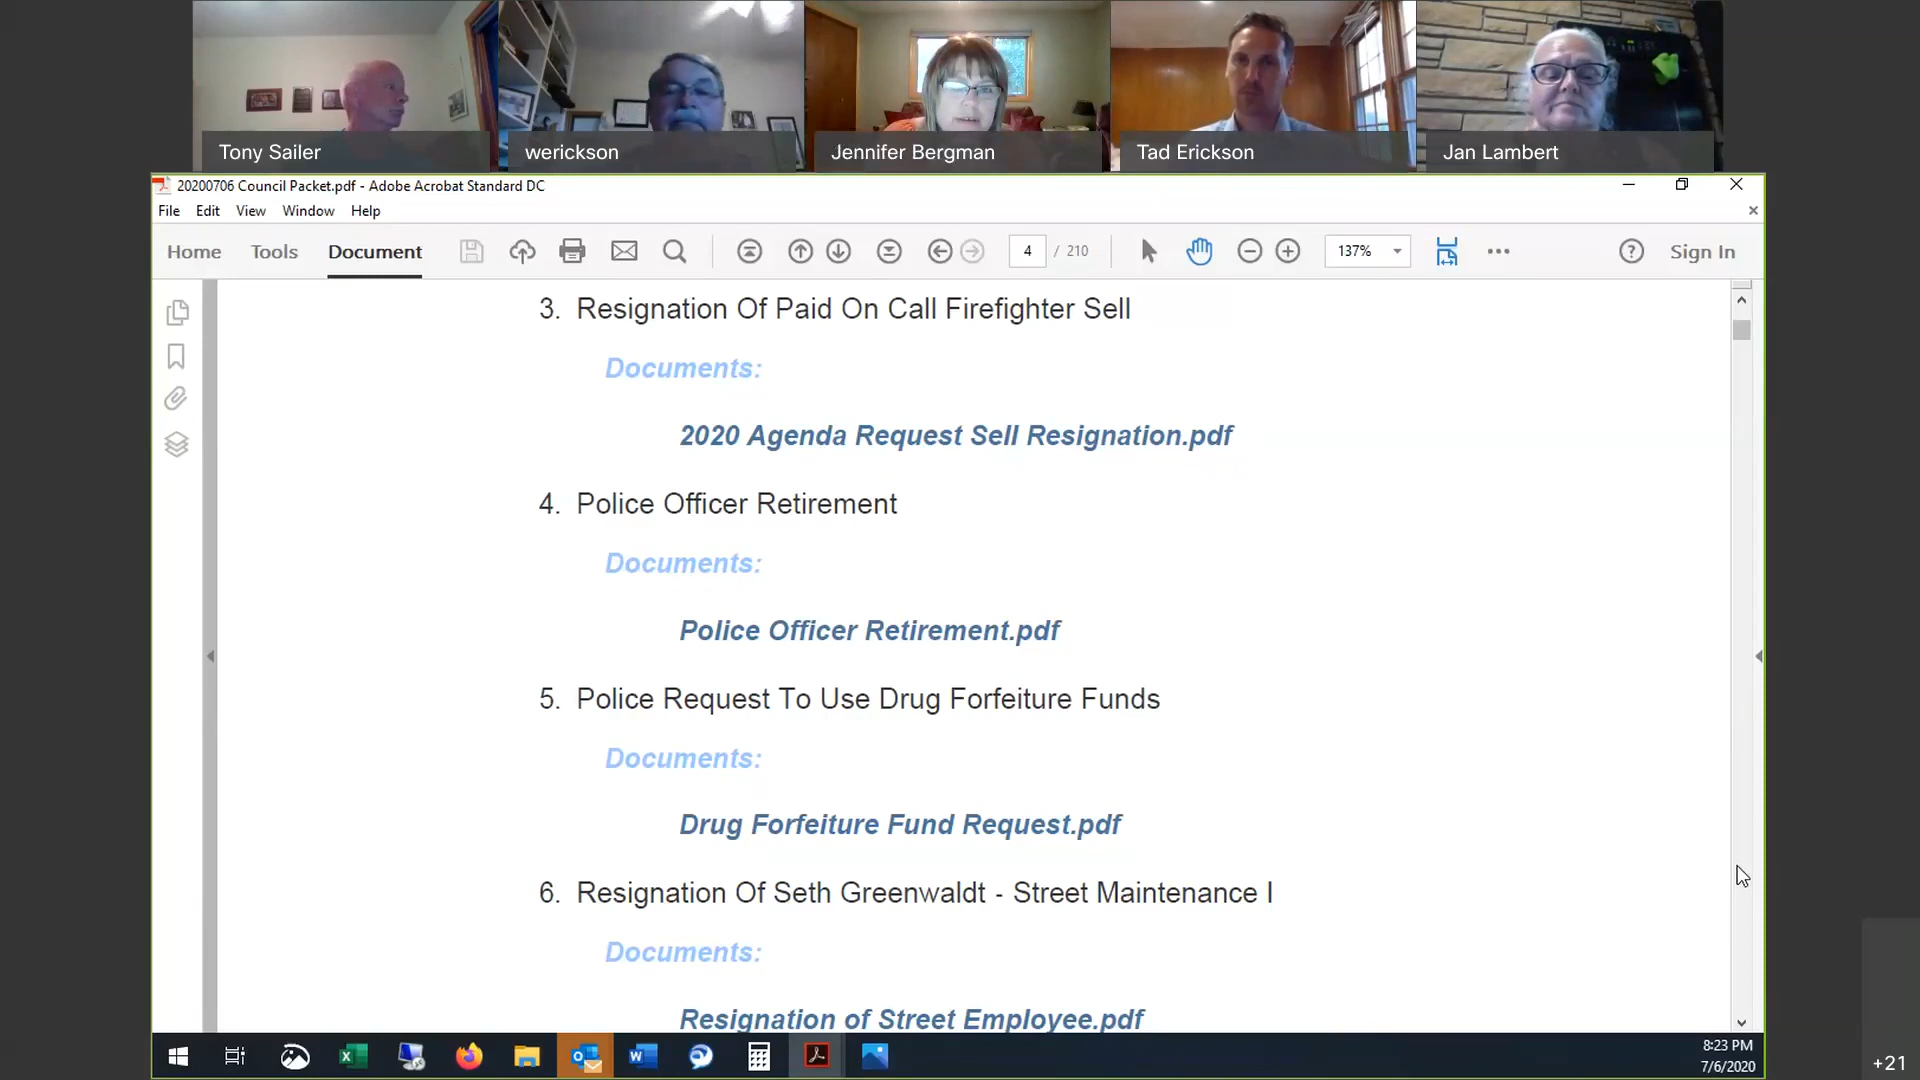 Tony Sailer
werickson
Jennifer Bergman
Tad Erickson
Jan Lambert
20200706 Council Packet.pdf - Adobe Acrobat Standard DC
File Edit View Window Help
Home Tools Document 4 / 210 137% Sign In
3. Resignation Of Paid On Call Firefighter Sell
Documents:
2020 Agenda Request Sell Resignation.pdf
4. Police Officer Retirement
Documents:
Police Officer Retirement.pdf
5. Police Request To Use Drug Forfeiture Funds
Documents:
Drug Forfeiture Fund Request.pdf
6. Resignation Of Seth Greenwaldt - Street Maintenance I
Documents:
Resignation of Street Employee.pdf
8:23 PM
7/6/2020
+21